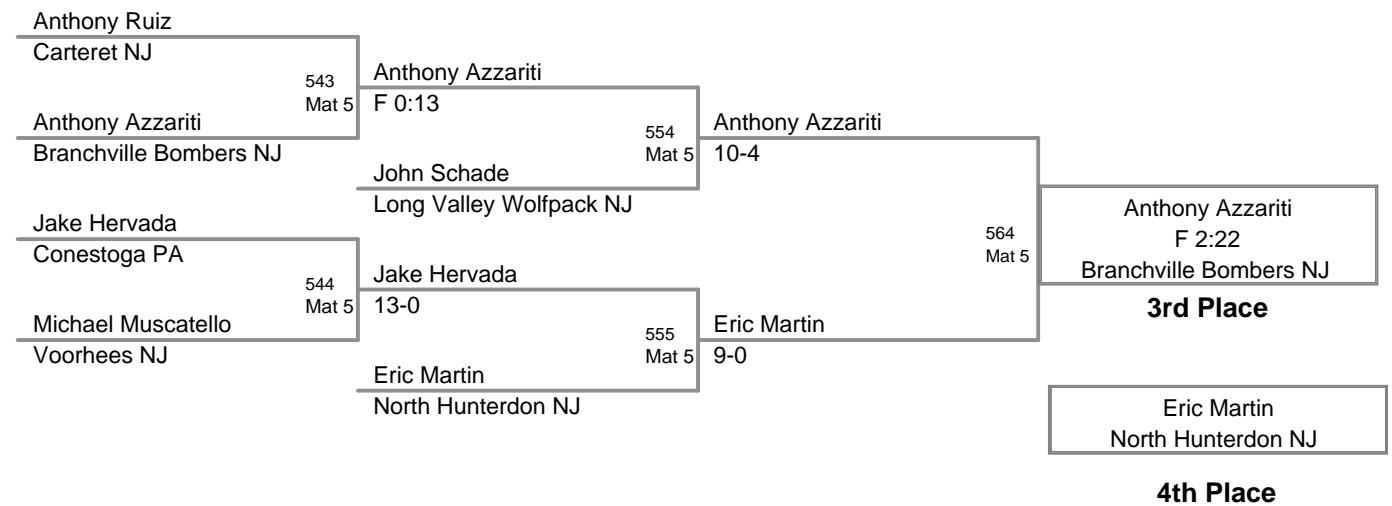 Anthony Ruiz
Carteret NJ
543
Mat 5
Anthony Azzariti
F 0:13
Anthony Azzariti
Branchville Bombers NJ
554
Mat 5
Anthony Azzariti
10-4
John Schade
Long Valley Wolfpack NJ
Jake Hervada
Conestoga PA
544
Mat 5
Jake Hervada
13-0
Michael Muscatello
Voorhees NJ
555
Mat 5
Eric Martin
9-0
Eric Martin
North Hunterdon NJ
564
Mat 5
Anthony Azzariti
F 2:22
Branchville Bombers NJ
3rd Place
Eric Martin
North Hunterdon NJ
4th Place